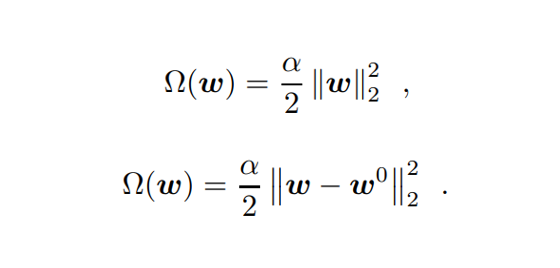 Ω(w) = α/2 ‖w‖₂² ,
Ω(w) = α/2 ‖w − w⁰‖₂² .